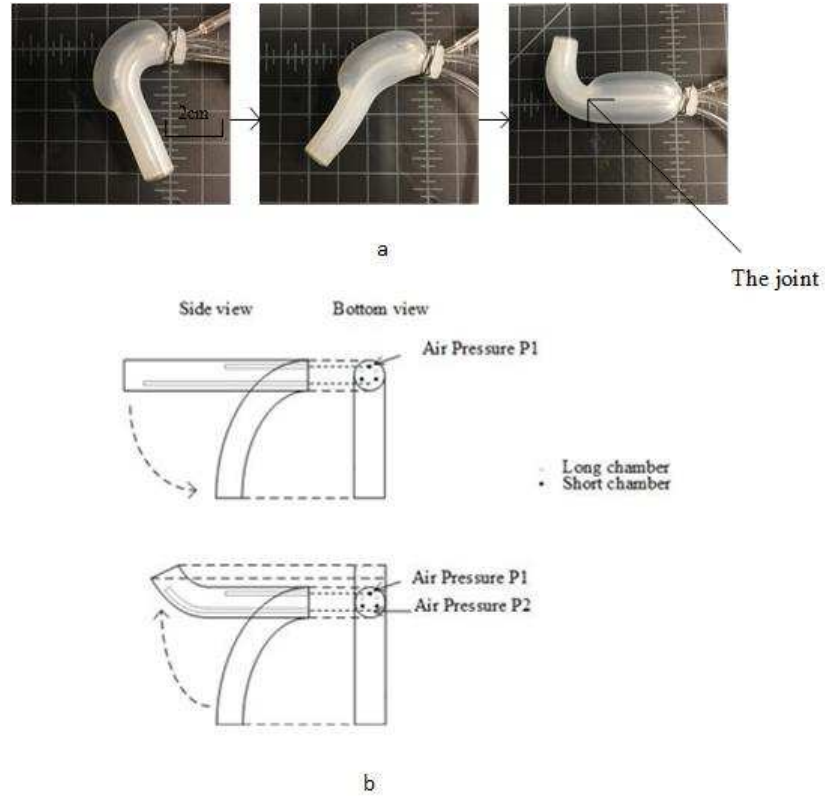 2cm
a
The joint
Side view
Bottom view
Air Pressure P1
Long chamber
Short chamber
Air Pressure P1
Air Pressure P2
b